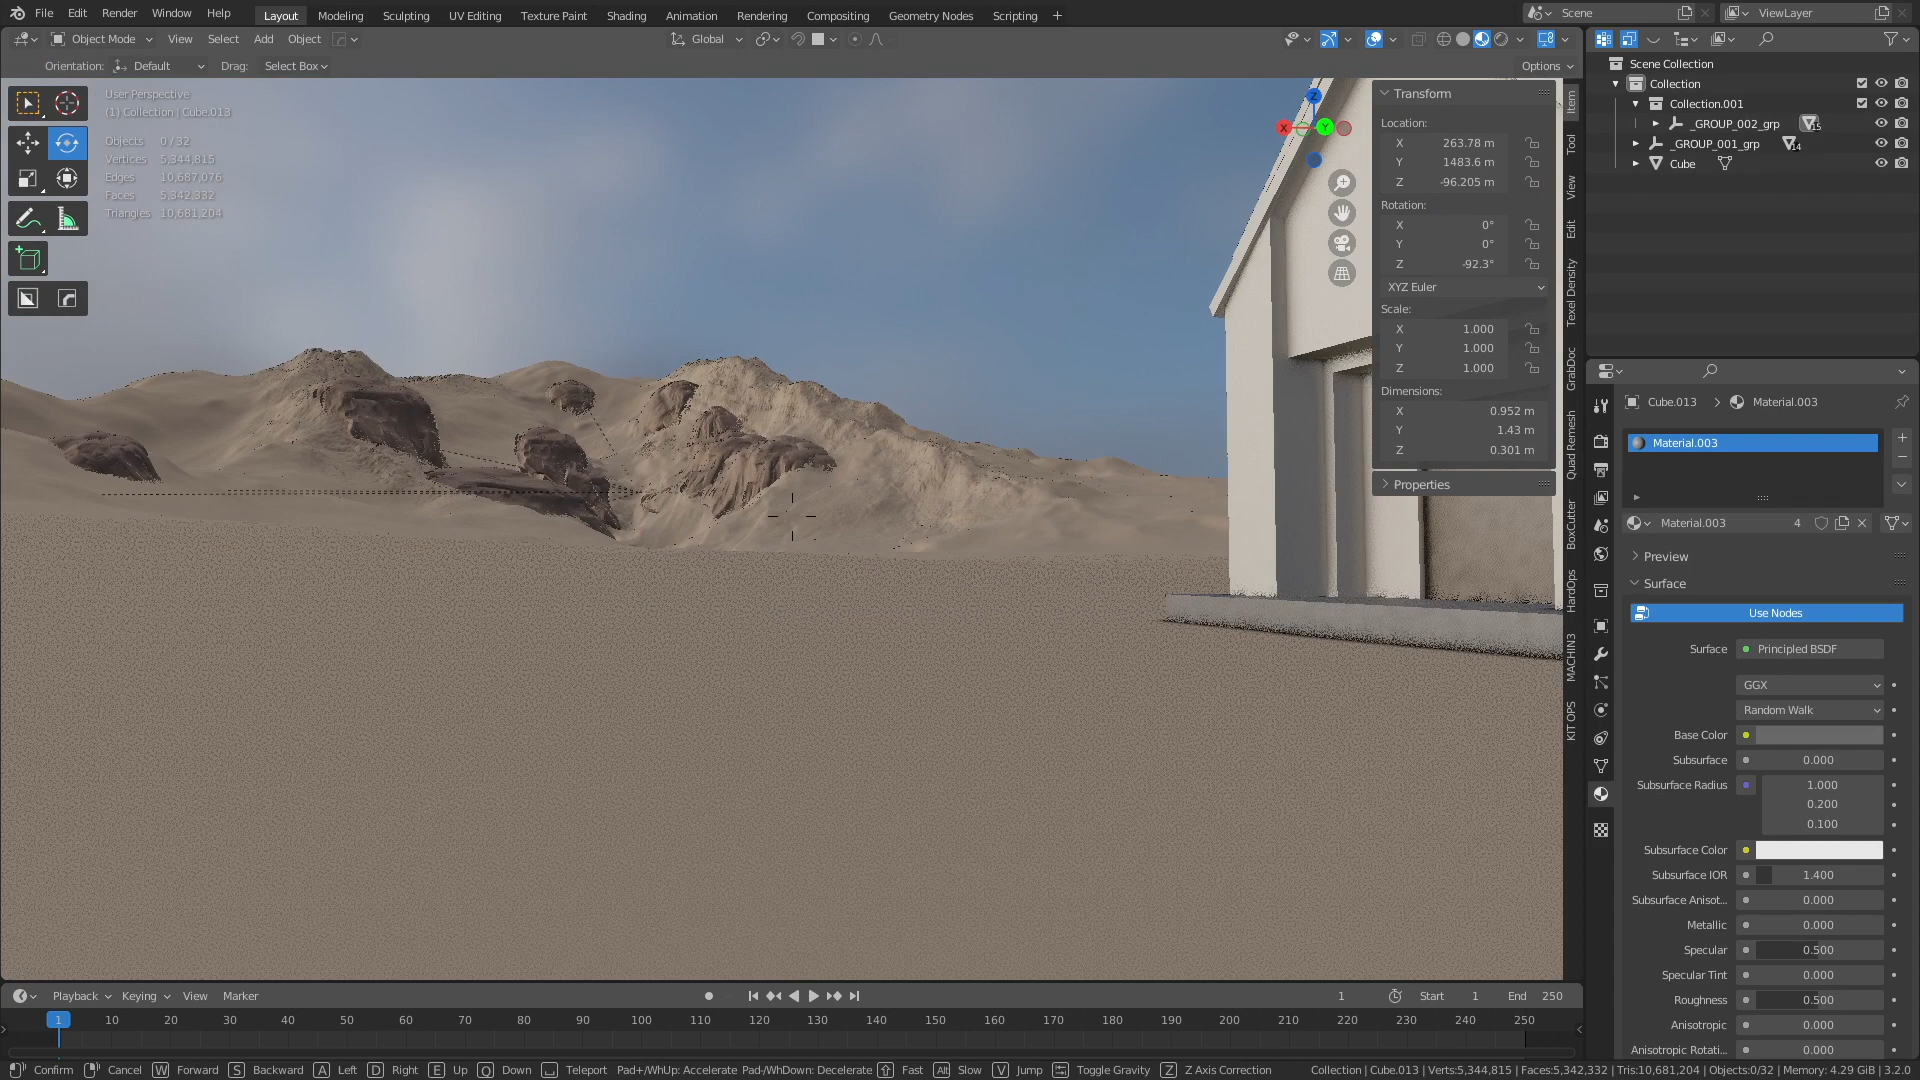 File Edit Render Window Help Layout Modeling Sculpting UV Editing Texture Paint Shading Animation Rendering Compositing Geometry Nodes Scripting + Scene ViewLayer
Object Mode View Select Add Object Global
Orientation: Default Drag: Select Box Options
User Perspective
(1) Collection | Cube.013
Objects 0 / 32
Vertices 5,344,815
Edges 10,687,076
Faces 5,342,332
Triangles 10,681,204
Z
X
Y
Transform
Location:
X 263.78 m
Y 1483.6 m
Z -96.205 m
Rotation:
X 0°
Y 0°
Z -92.3°
XYZ Euler
Scale:
X 1.000
Y 1.000
Z 1.000
Dimensions:
X 0.952 m
Y 1.43 m
Z 0.301 m
Properties
Item
Tool
View
Edit
Texel Density
GrabDoc
Quad Remesh
BoxCutter
HardOps
MACHIN3
KIT OPS
Scene Collection
Collection
Collection.001
_GROUP_002_grp 15
_GROUP_001_grp 14
Cube
Cube.013 > Material.003
Material.003
Material.003 4
Preview
Surface
Use Nodes
Surface Principled BSDF
GGX
Random Walk
Base Color
Subsurface 0.000
Subsurface Radius 1.000
0.200
0.100
Subsurface Color
Subsurface IOR 1.400
Subsurface Anisot... 0.000
Metallic 0.000
Specular 0.500
Specular Tint 0.000
Roughness 0.500
Anisotropic 0.000
Anisotropic Rotati... 0.000
Playback Keying View Marker 1 Start 1 End 250
1 10 20 30 40 50 60 70 80 90 100 110 120 130 140 150 160 170 180 190 200 210 220 230 240 250
Confirm Cancel W Forward S Backward A Left D Right E Up Q Down Teleport Pad+/WhUp: Accelerate Pad-/WhDown: Decelerate Fast Alt Slow V Jump Toggle Gravity Z Z Axis Correction Collection | Cube.013 | Verts:5,344,815 | Faces:5,342,332 | Tris:10,681,204 | Objects:0/32 | Memory: 4.29 GiB | 3.2.0